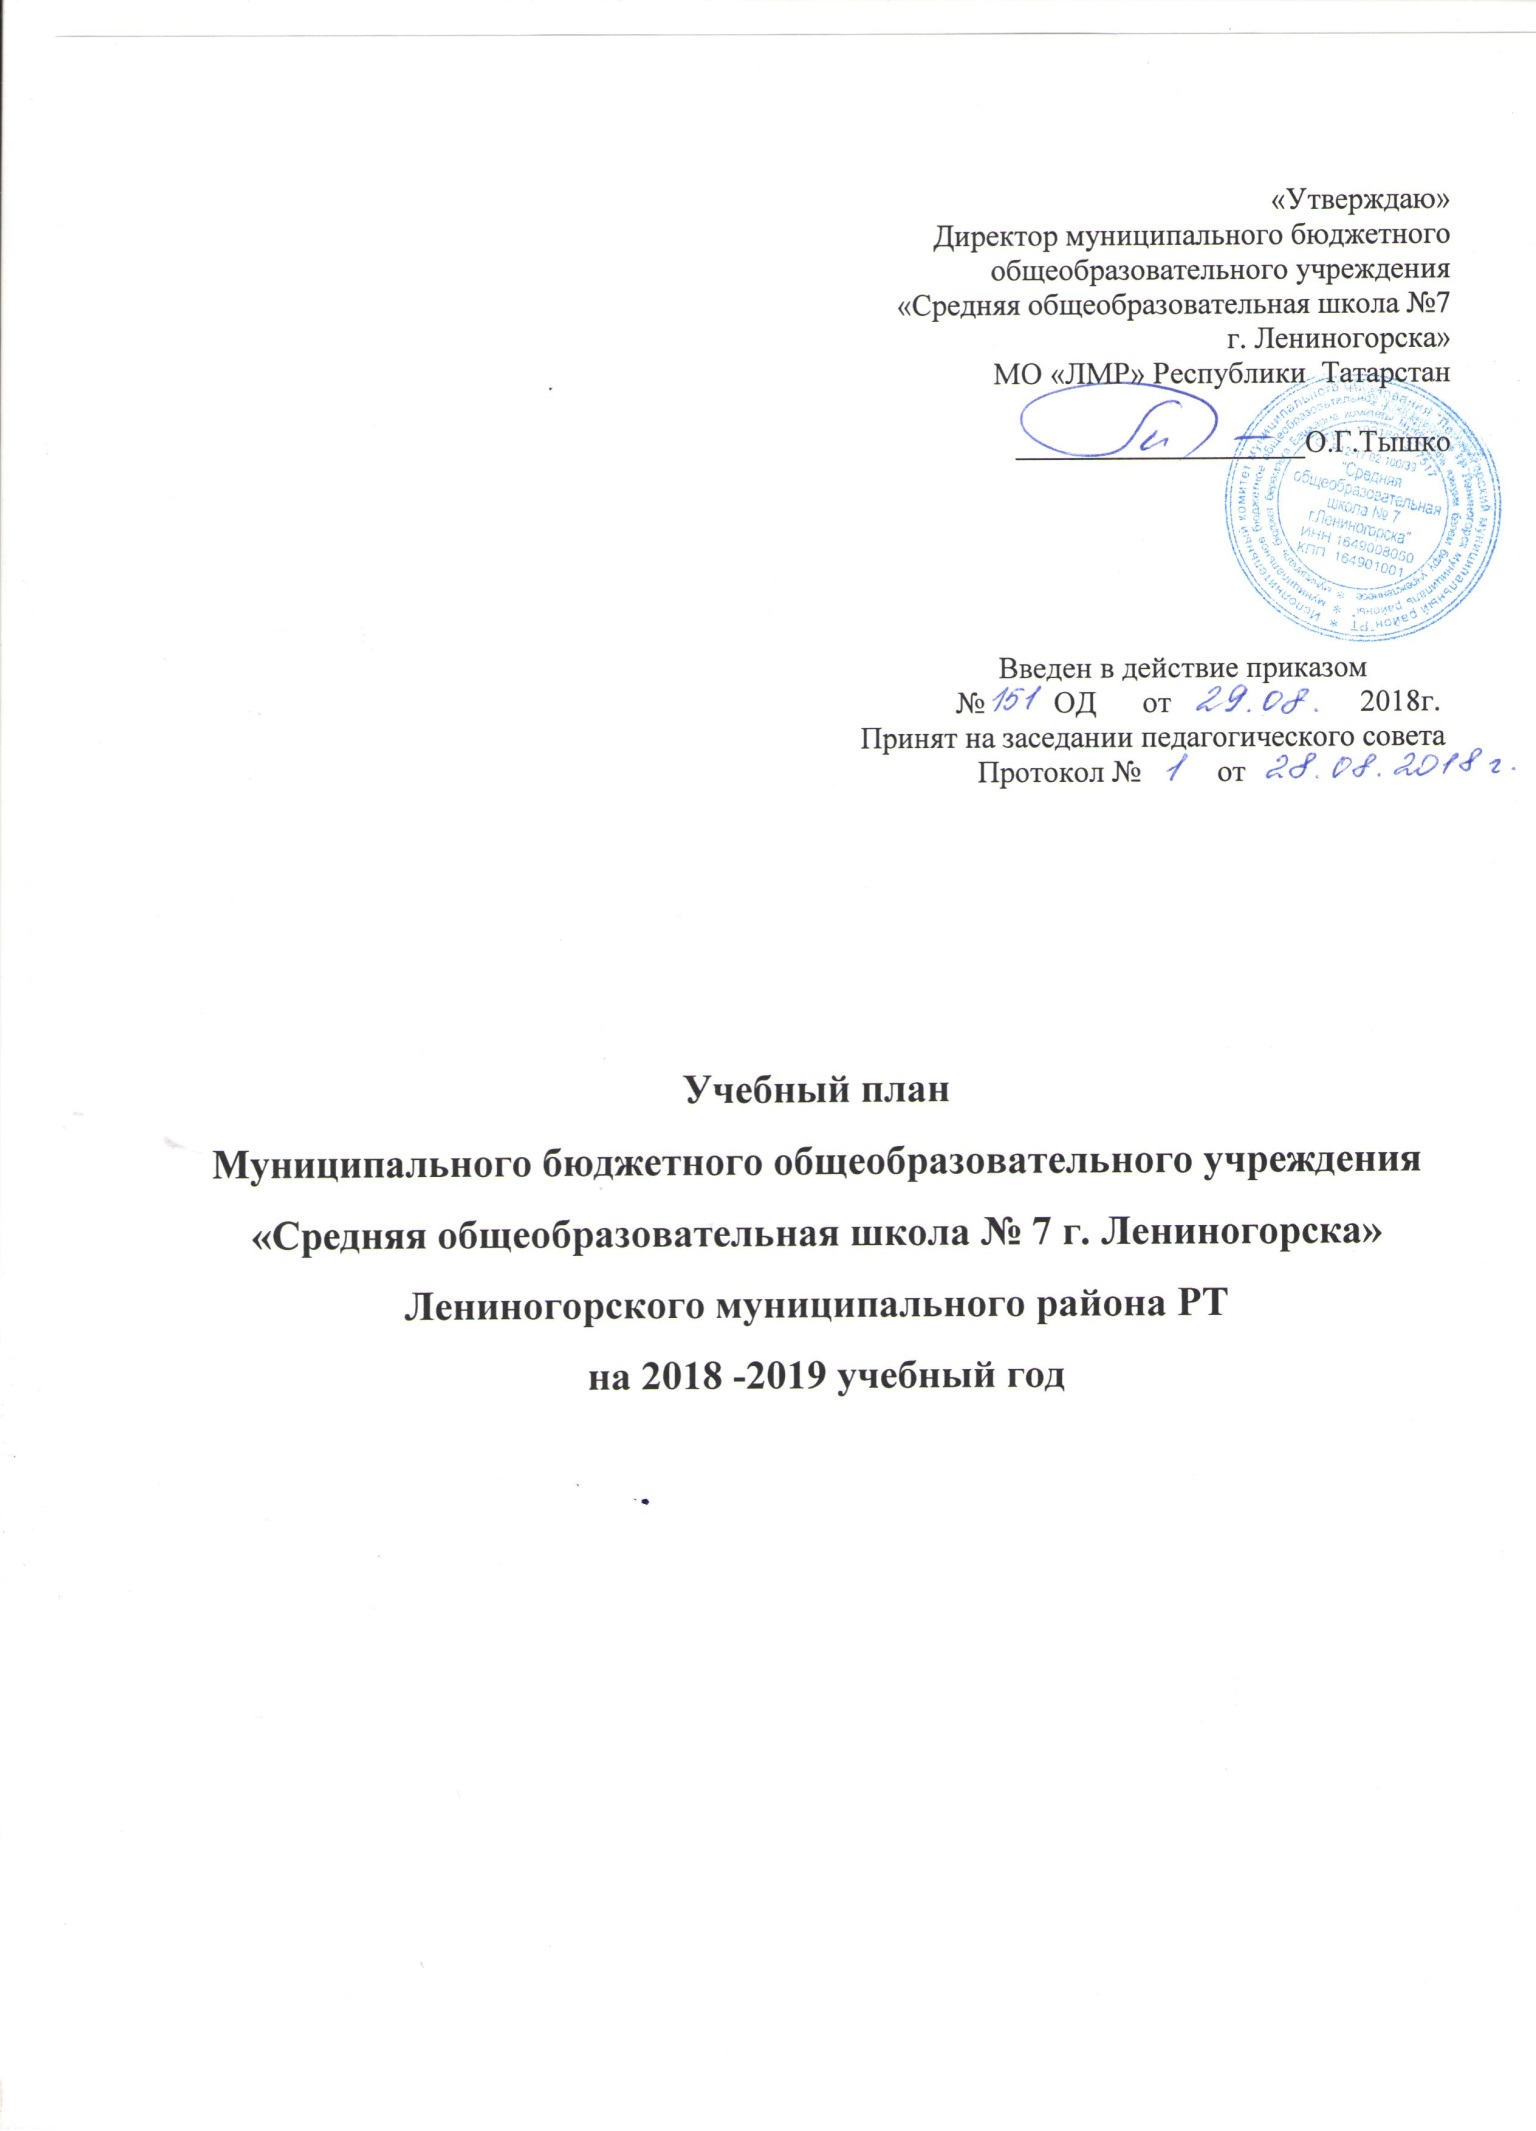 «Утверждаю»
Директор муниципального бюджетного
общеобразовательного учреждения
«Средняя общеобразовательная школа №7
г. Лениногорска»
МО «ЛМР» Республики Татарстан
О.Г.Тышко
"Средняя
общеобразовательная
школа № 7
г.Лениногорска"
ИНН 1649008050
КПП 164901001
Введен в действие приказом
№ 151 ОД от 29.08. 2018г.
Принят на заседании педагогического совета
Протокол № 1 от 28.08.2018 г.
Учебный план
Муниципального бюджетного общеобразовательного учреждения
«Средняя общеобразовательная школа № 7 г. Лениногорска»
Лениногорского муниципального района РТ
на 2018 -2019 учебный год